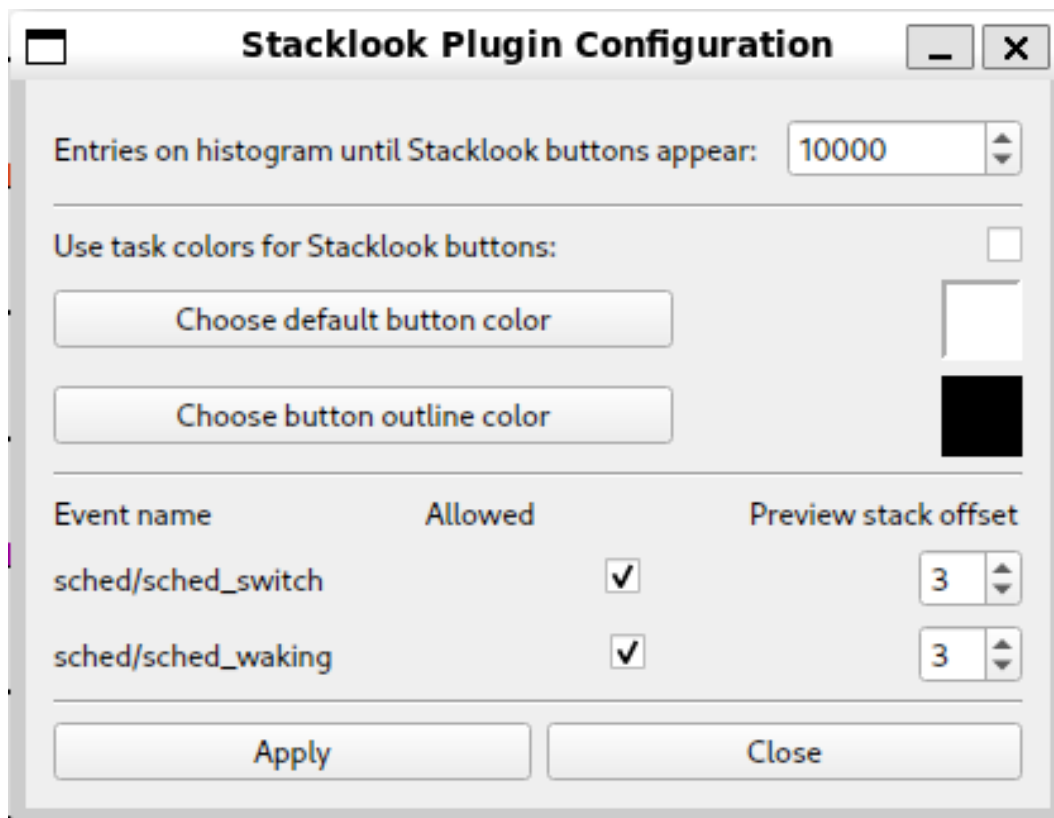 Stacklook Plugin Configuration
Entries on histogram until Stacklook buttons appear: 10000
Use task colors for Stacklook buttons:
Choose default button color
Choose button outline color
Event name Allowed Preview stack offset
sched/sched_switch 3
sched/sched_waking 3
Apply Close